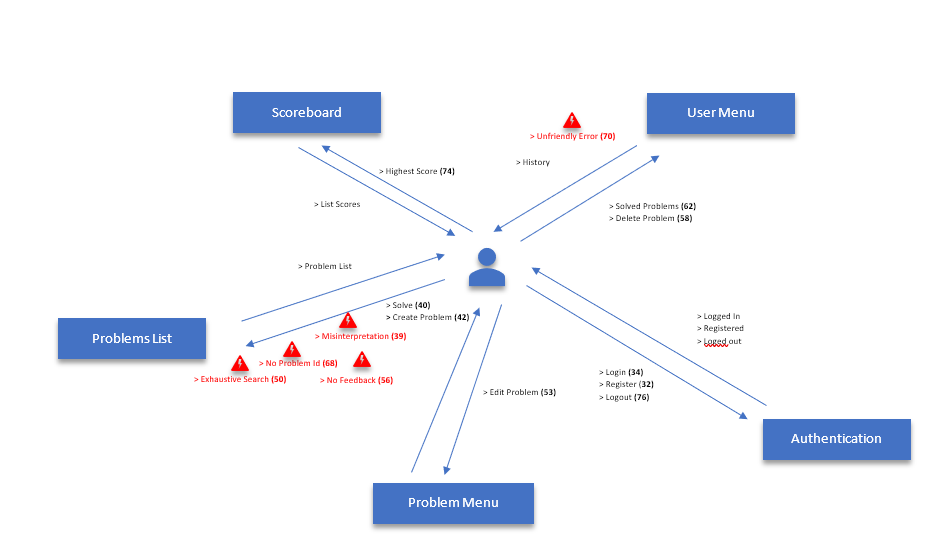 Scoreboard
User Menu
> Unfriendly Error (70)
> History
> Highest Score (74)
> List Scores
> Solved Problems (62)
> Delete Problem (58)
> Problem List
> Solve (40)
> Create Problem (42)
> Misinterpretation (39)
> No Problem Id (68)
> Exhaustive Search (50)
> No Feedback (56)
Problems List
> Logged In
> Registered
> Loged out
> Login (34)
> Register (32)
> Logout (76)
> Edit Problem (53)
Authentication
Problem Menu